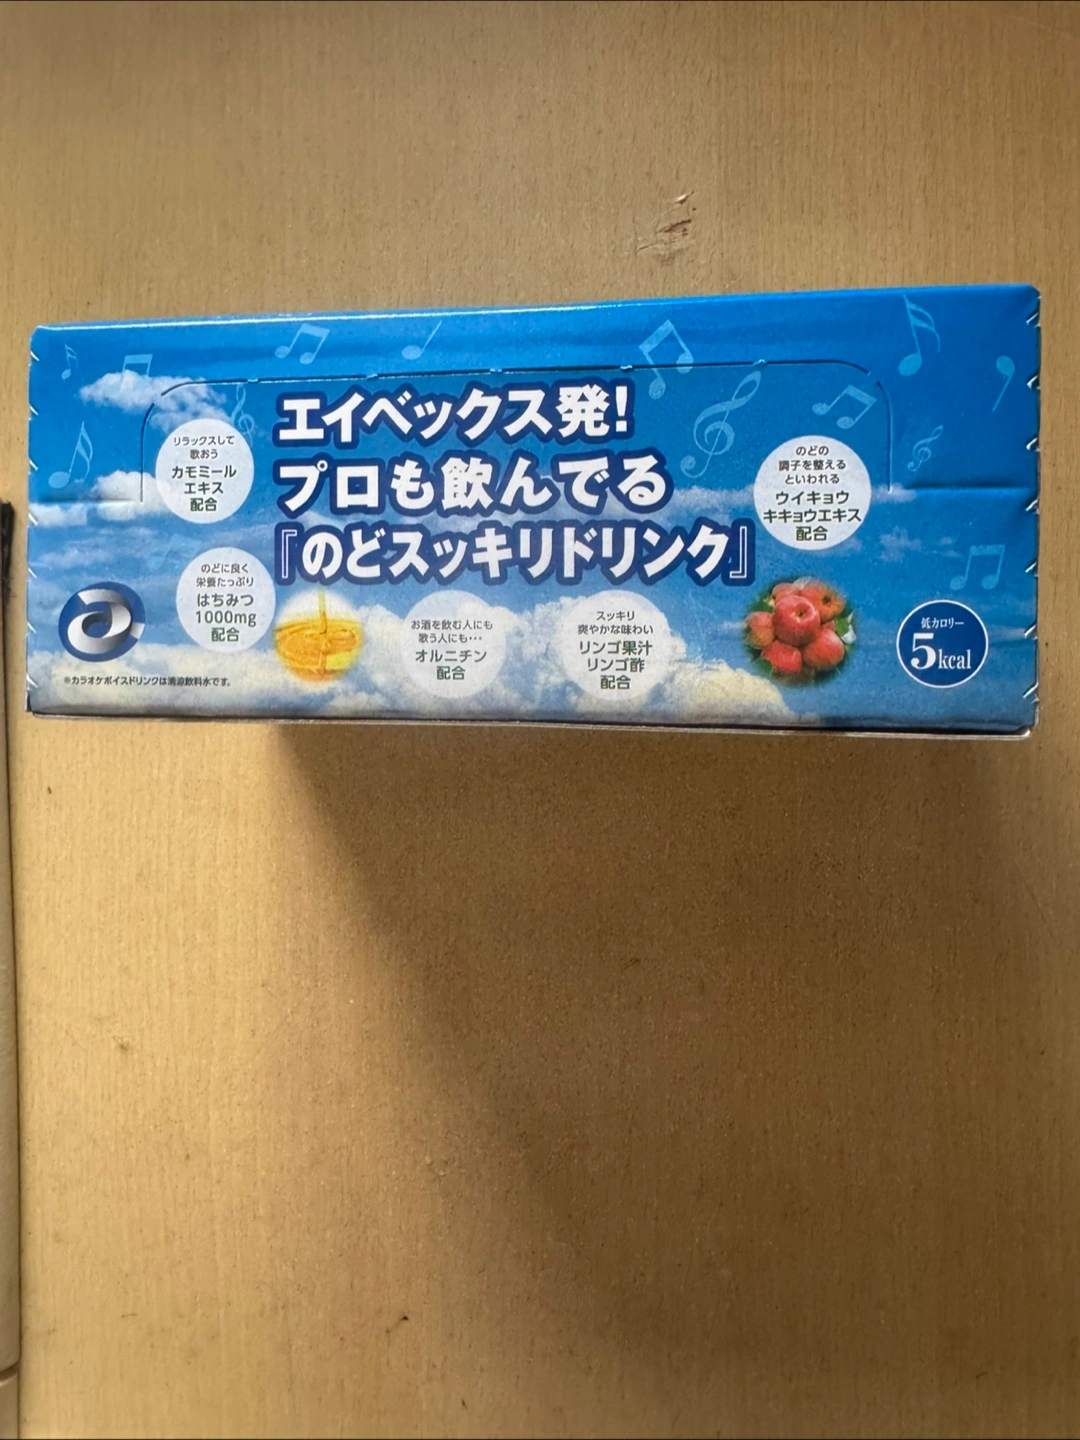 エイベックス発!
プロも飲んでる
『のどスッキリドリンク』
リラックスして
歌おう
カモミール
エキス
配合
のどの
調子を整える
といわれる
ウイキョウ
キキョウエキス
配合
のどに良く
栄養たっぷり
はちみつ
1000mg
配合
お酒を飲む人にも
歌う人にも…
オルニチン
配合
スッキリ
爽やかな味わい
リンゴ果汁
リンゴ酢
配合
低カロリー
5kcal
※カラオケボイスドリンクは清涼飲料水です。